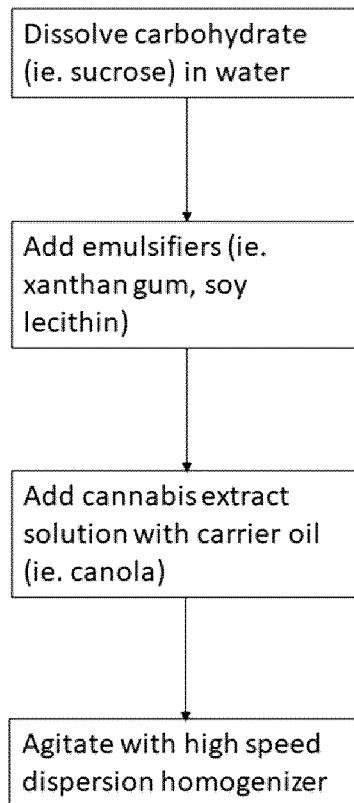 Dissolve carbohydrate
(ie. sucrose) in water
Add emulsifiers (ie.
xanthan gum, soy
lecithin)
Add cannabis extract
solution with carrier oil
(ie. canola)
Agitate with high speed
dispersion homogenizer